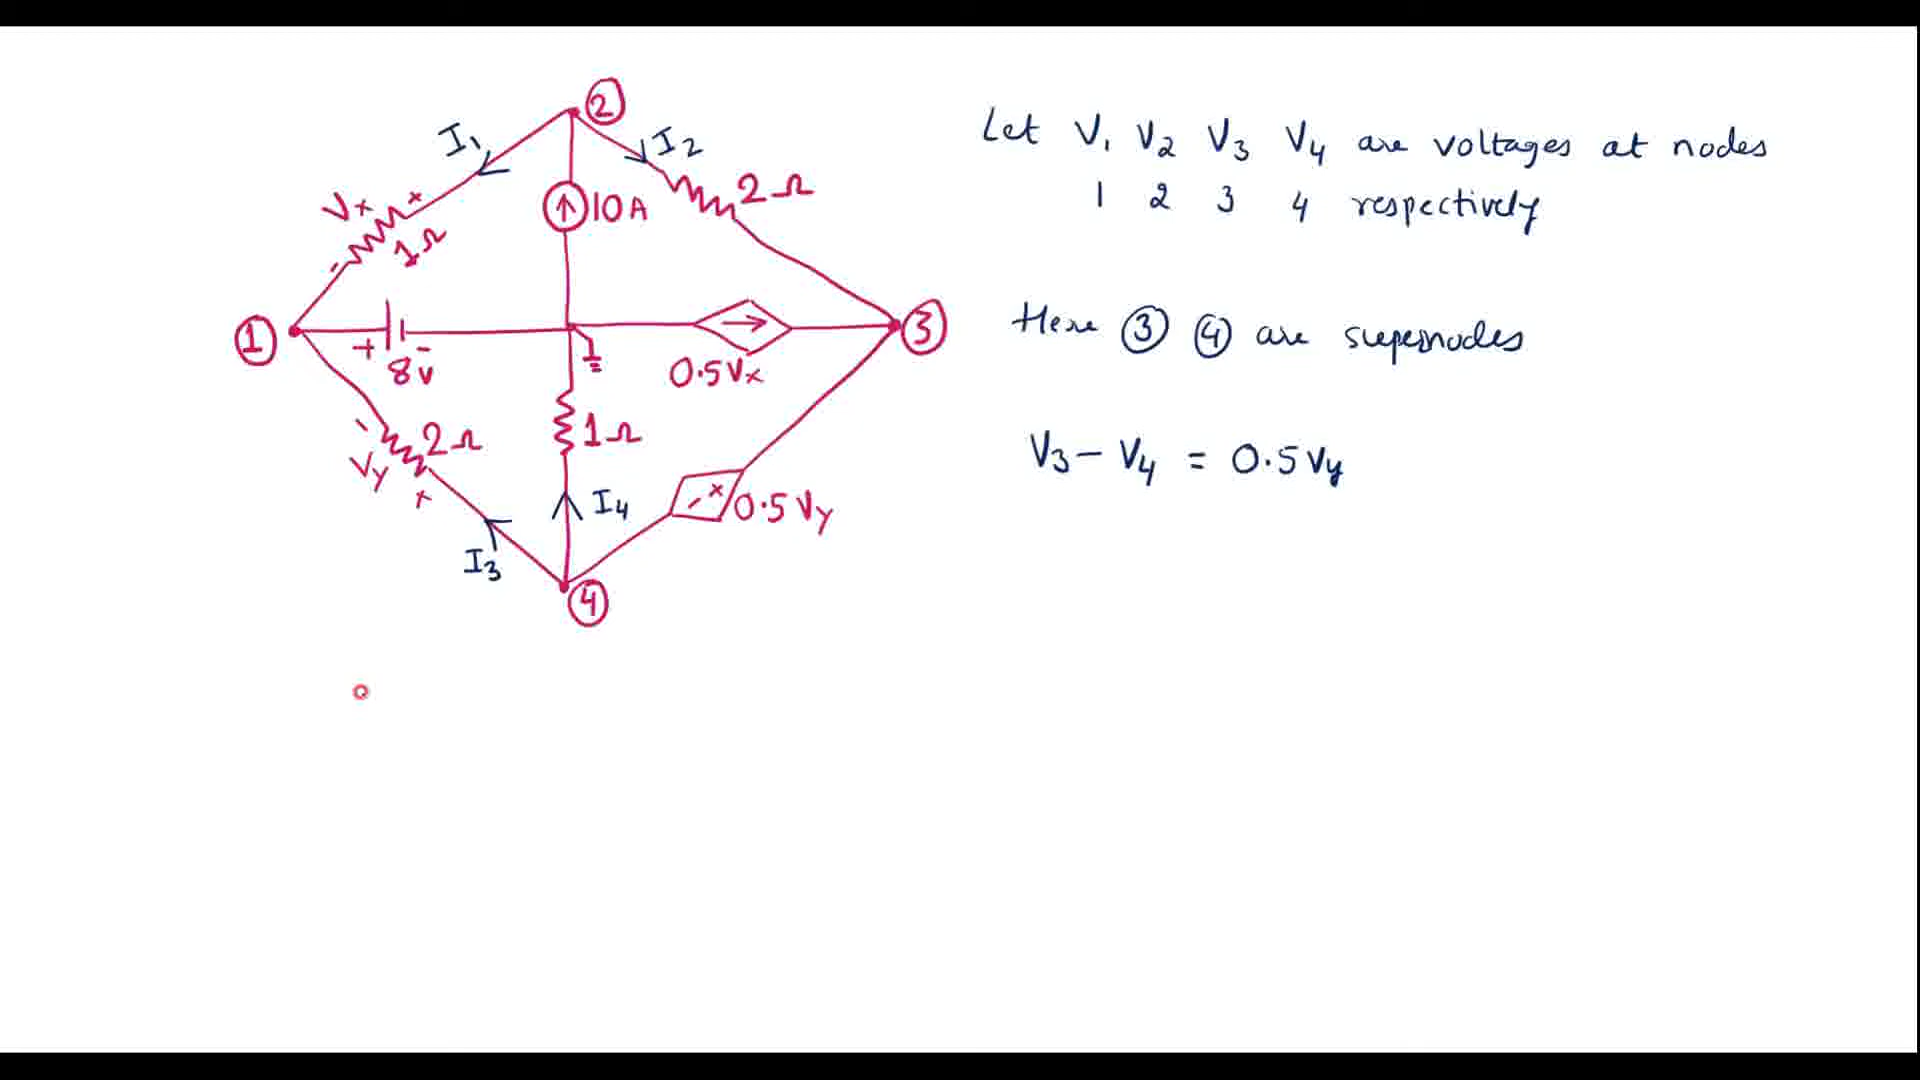 ②
I₁
I₂
Vx + 1Ω -
10A
2Ω
Let V₁ V₂ V₃ V₄ are voltages at nodes
1 2 3 4 respectively
①
+ 8v -
0.5Vx
③
Here ③ ④ are supernodes
- Vy 2Ω +
1Ω
V₃ - V₄ = 0.5Vy
I₃
I₄
- + 0.5Vy
④